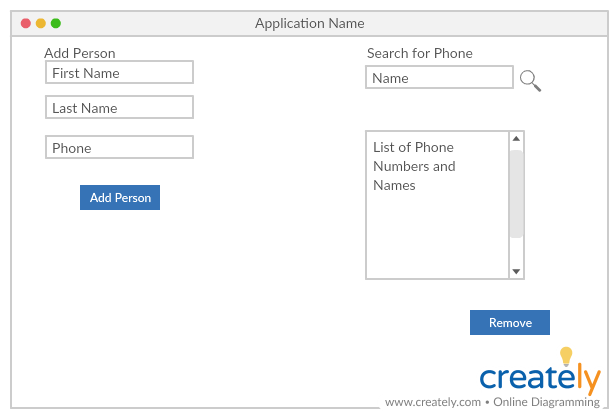 Application Name
Add Person
First Name
Last Name
Phone
Add Person
Search for Phone
Name
List of Phone
Numbers and
Names
Remove
creately
www.creately.com • Online Diagramming